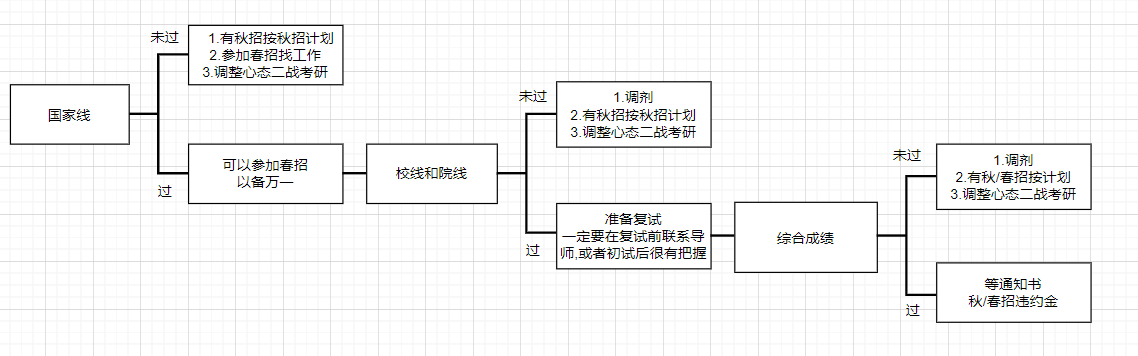 国家线
未过
1.有秋招按秋招计划
2.参加春招找工作
3.调整心态二战考研
过
可以参加春招
以备万一
校线和院线
未过
1.调剂
2.有秋招按秋招计划
3.调整心态二战考研
过
准备复试
一定要在复试前联系导
师,或者初试后很有把握
综合成绩
未过
1.调剂
2.有秋/春招按计划
3.调整心态二战考研
过
等通知书
秋/春招违约金